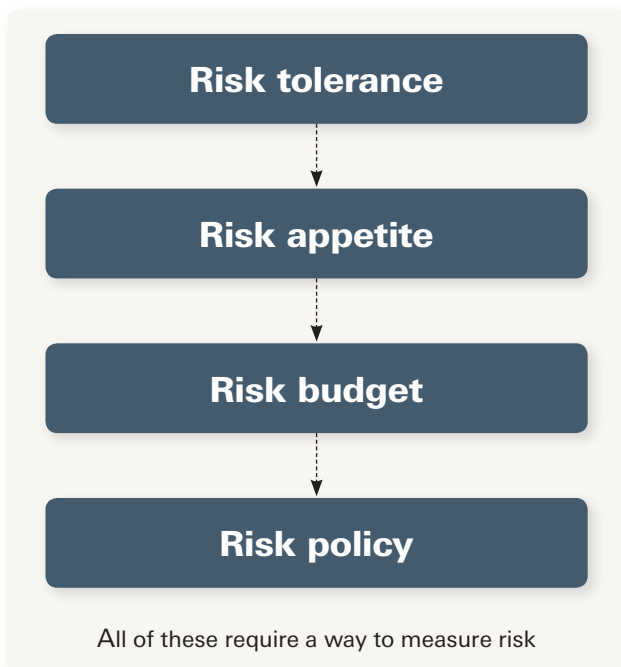 Risk tolerance
Risk appetite
Risk budget
Risk policy
All of these require a way to measure risk